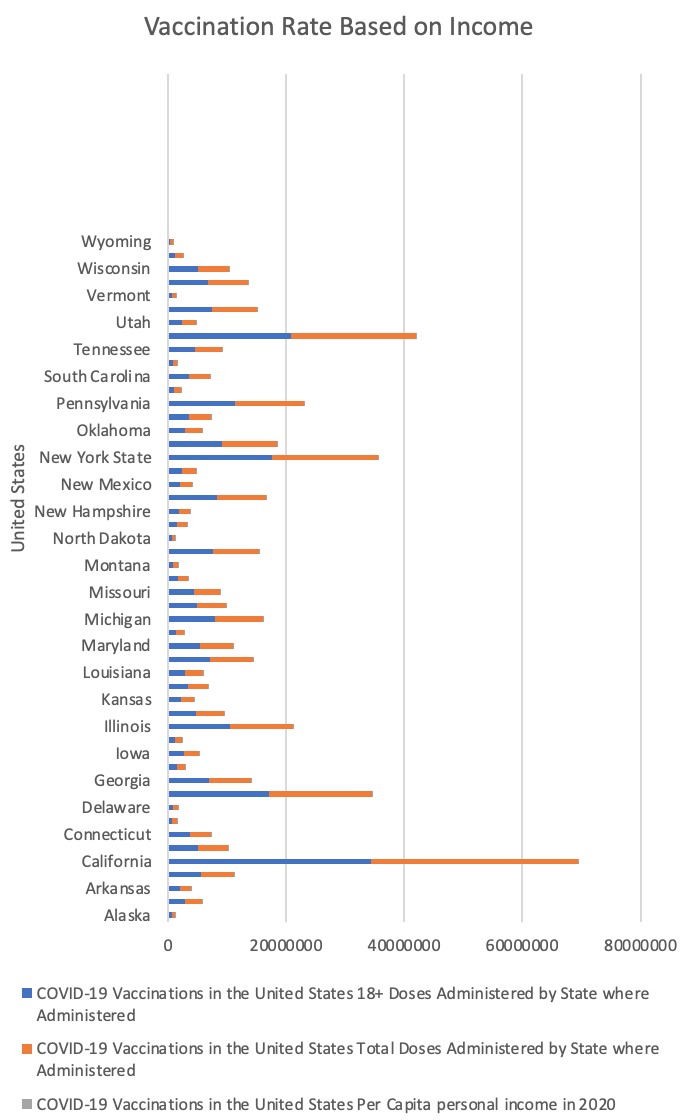 Vaccination Rate Based on Income
United States
Wyoming
Wisconsin
Vermont
Utah
Tennessee
South Carolina
Pennsylvania
Oklahoma
New York State
New Mexico
New Hampshire
North Dakota
Montana
Missouri
Michigan
Maryland
Louisiana
Kansas
Illinois
Iowa
Georgia
Delaware
Connecticut
California
Arkansas
Alaska
0 20000000 40000000 60000000 80000000
COVID-19 Vaccinations in the United States 18+ Doses Administered by State where
Administered
COVID-19 Vaccinations in the United States Total Doses Administered by State where
Administered
COVID-19 Vaccinations in the United States Per Capita personal income in 2020